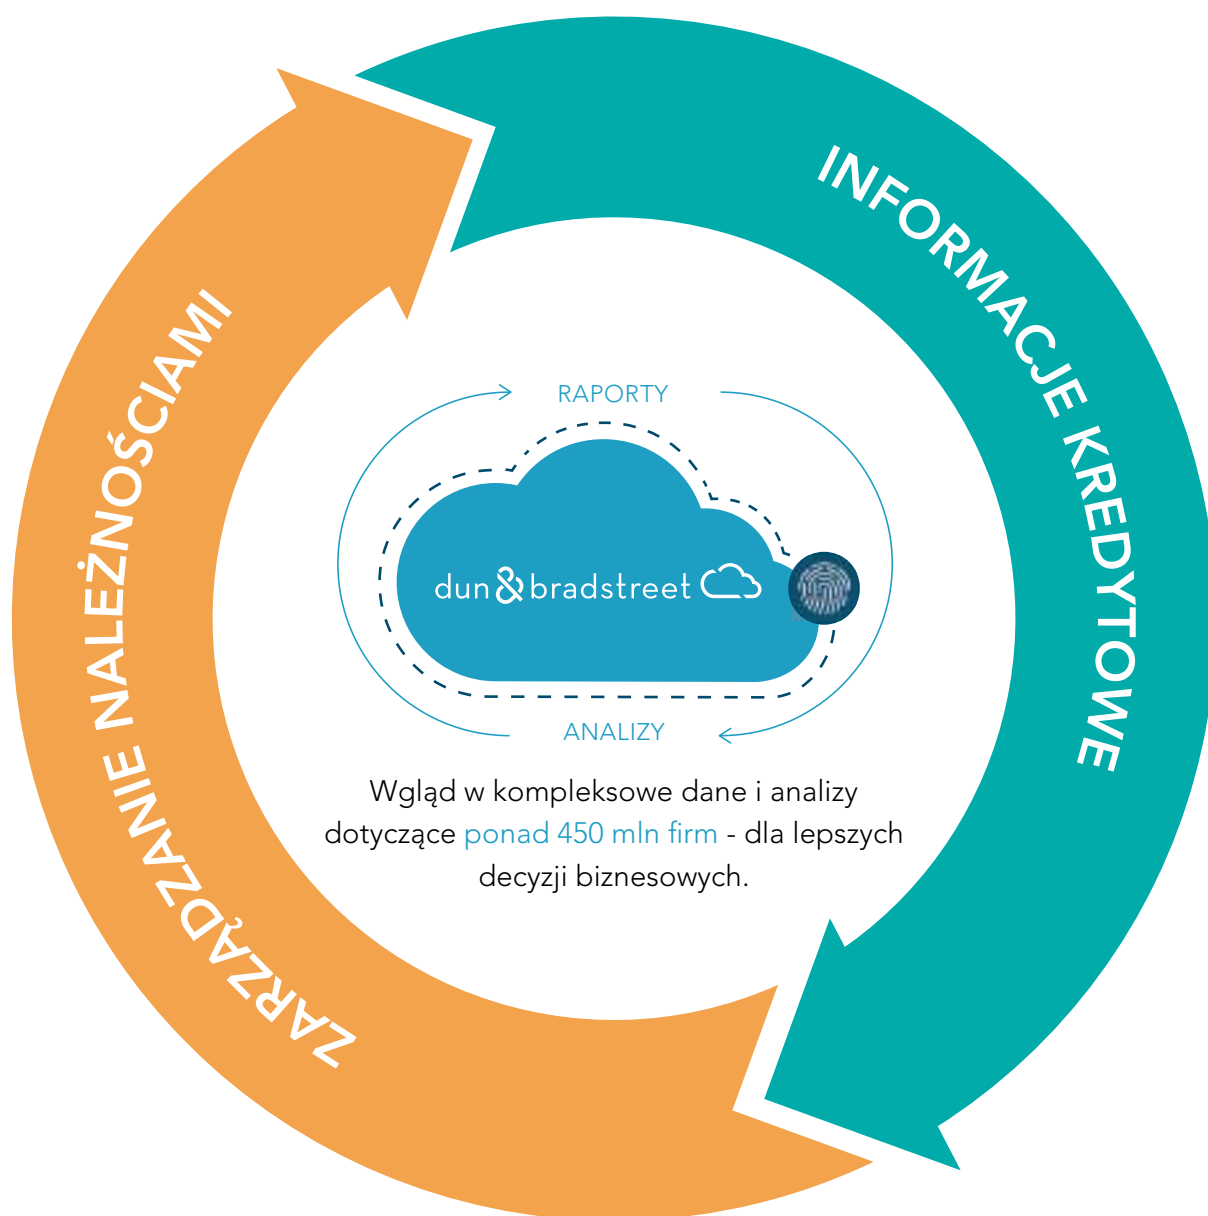 INFORMACJE KREDYTOWE
ZARZĄDZANIE NALEŻNOŚCIAMI
RAPORTY
dun & bradstreet
ANALIZY
Wgląd w kompleksowe dane i analizy
dotyczące ponad 450 mln firm - dla lepszych
decyzji biznesowych.